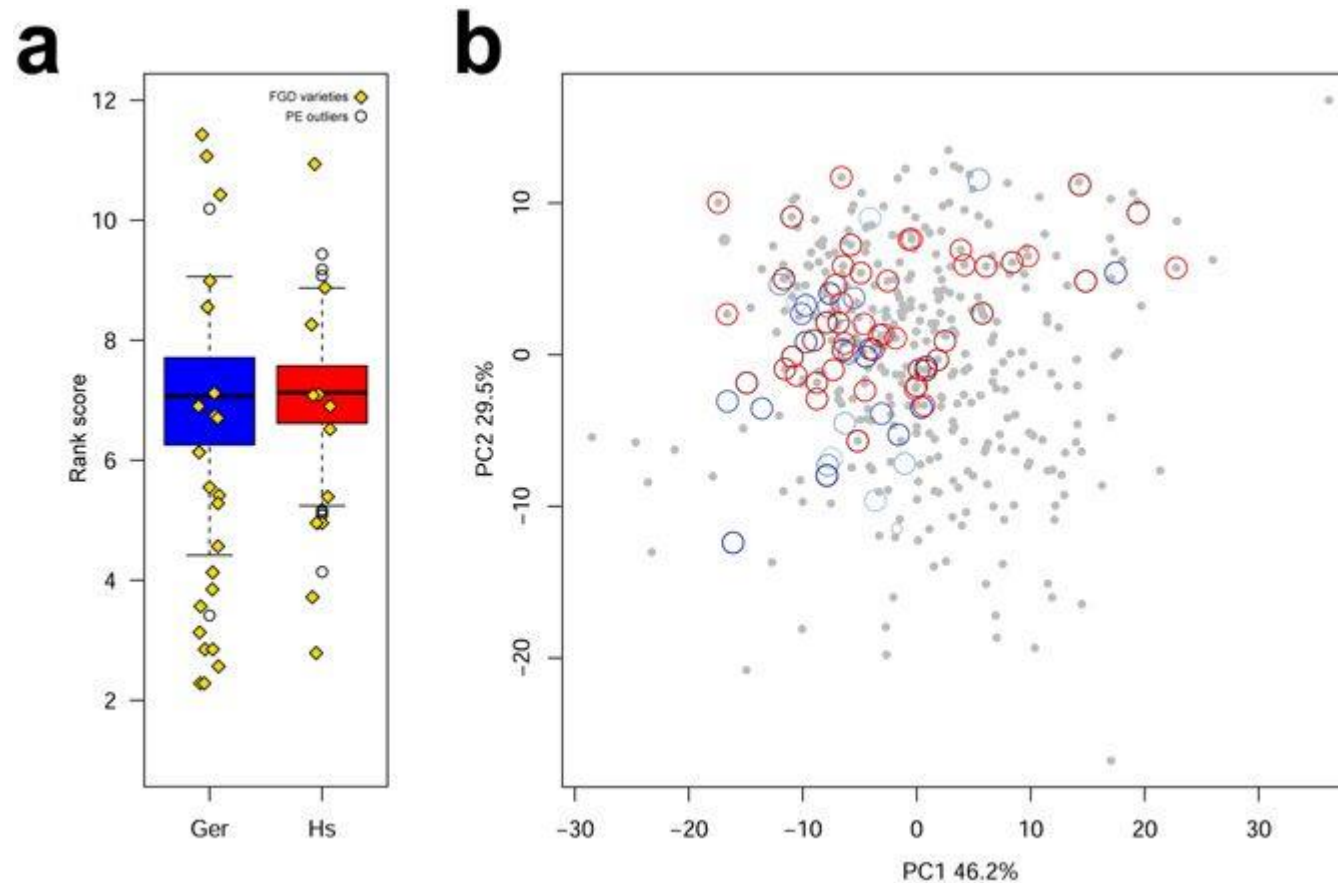 a
b
FGD varieties
PE outliers
12
10
8
6
4
2
Rank score
Ger
Hs
10
0
−10
−20
PC2 29.5%
−30
−20
−10
0
10
20
30
PC1 46.2%